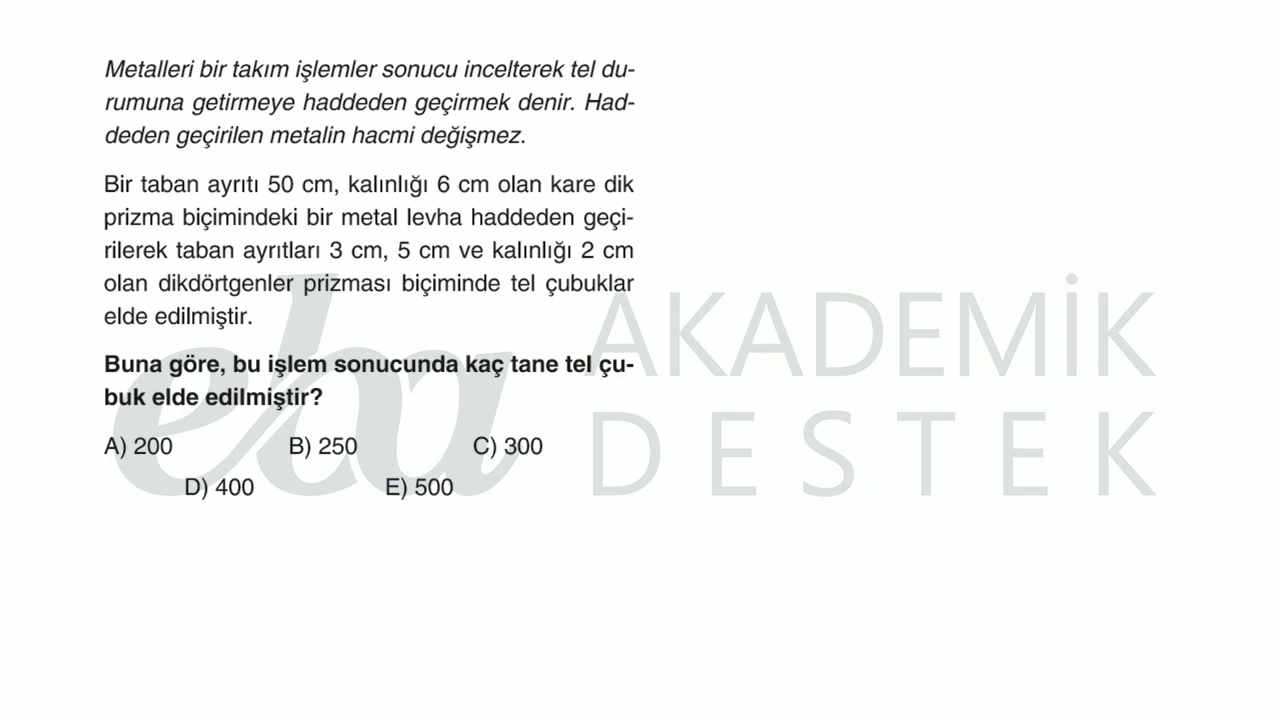 Metalleri bir takım işlemler sonucu incelterek tel du-
rumuna getirmeye haddeden geçirmek denir. Had-
deden geçirilen metalin hacmi değişmez.
Bir taban ayrıtı 50 cm, kalınlığı 6 cm olan kare dik
prizma biçimindeki bir metal levha haddeden geçi-
rilerek taban ayrıtları 3 cm, 5 cm ve kalınlığı 2 cm
olan dikdörtgenler prizması biçiminde tel çubuklar
elde edilmiştir.
Buna göre, bu işlem sonucunda kaç tane tel çu-
buk elde edilmiştir?
A) 200 B) 250 C) 300
D) 400 E) 500
eba AKADEMİK
DESTEK